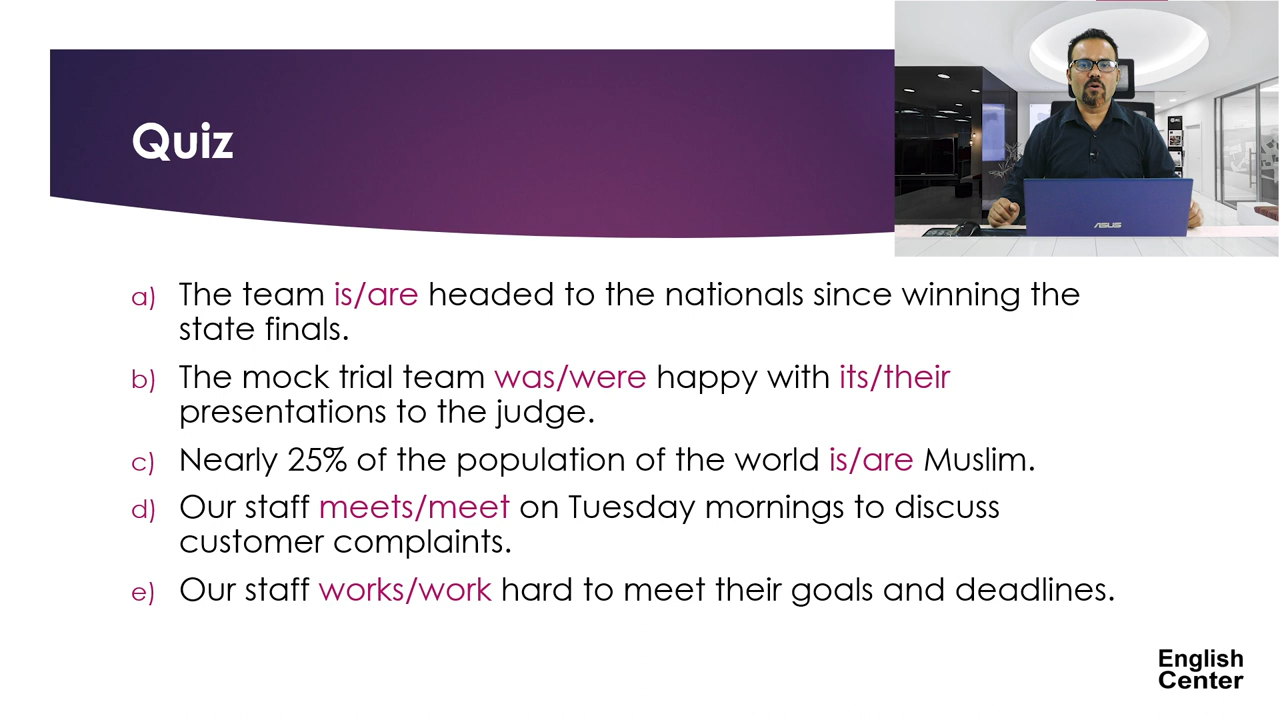 Quiz
a) The team is/are headed to the nationals since winning the
state finals.
b) The mock trial team was/were happy with its/their
presentations to the judge.
c) Nearly 25% of the population of the world is/are Muslim.
d) Our staff meets/meet on Tuesday mornings to discuss
customer complaints.
e) Our staff works/work hard to meet their goals and deadlines.
ASUS
English
Center